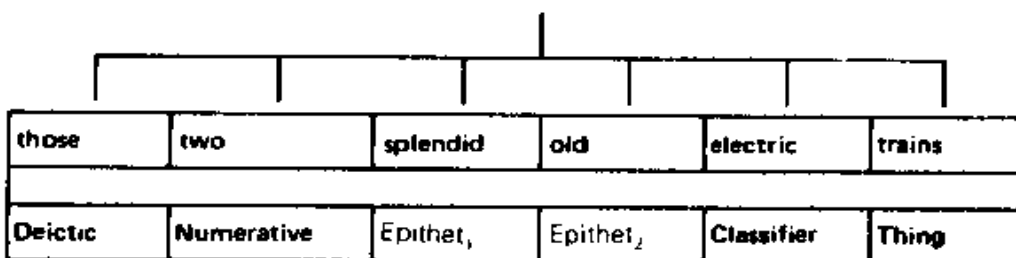 those two splendid old electric trains
Deictic Numerative Epithet₁ Epithet₂ Classifier Thing